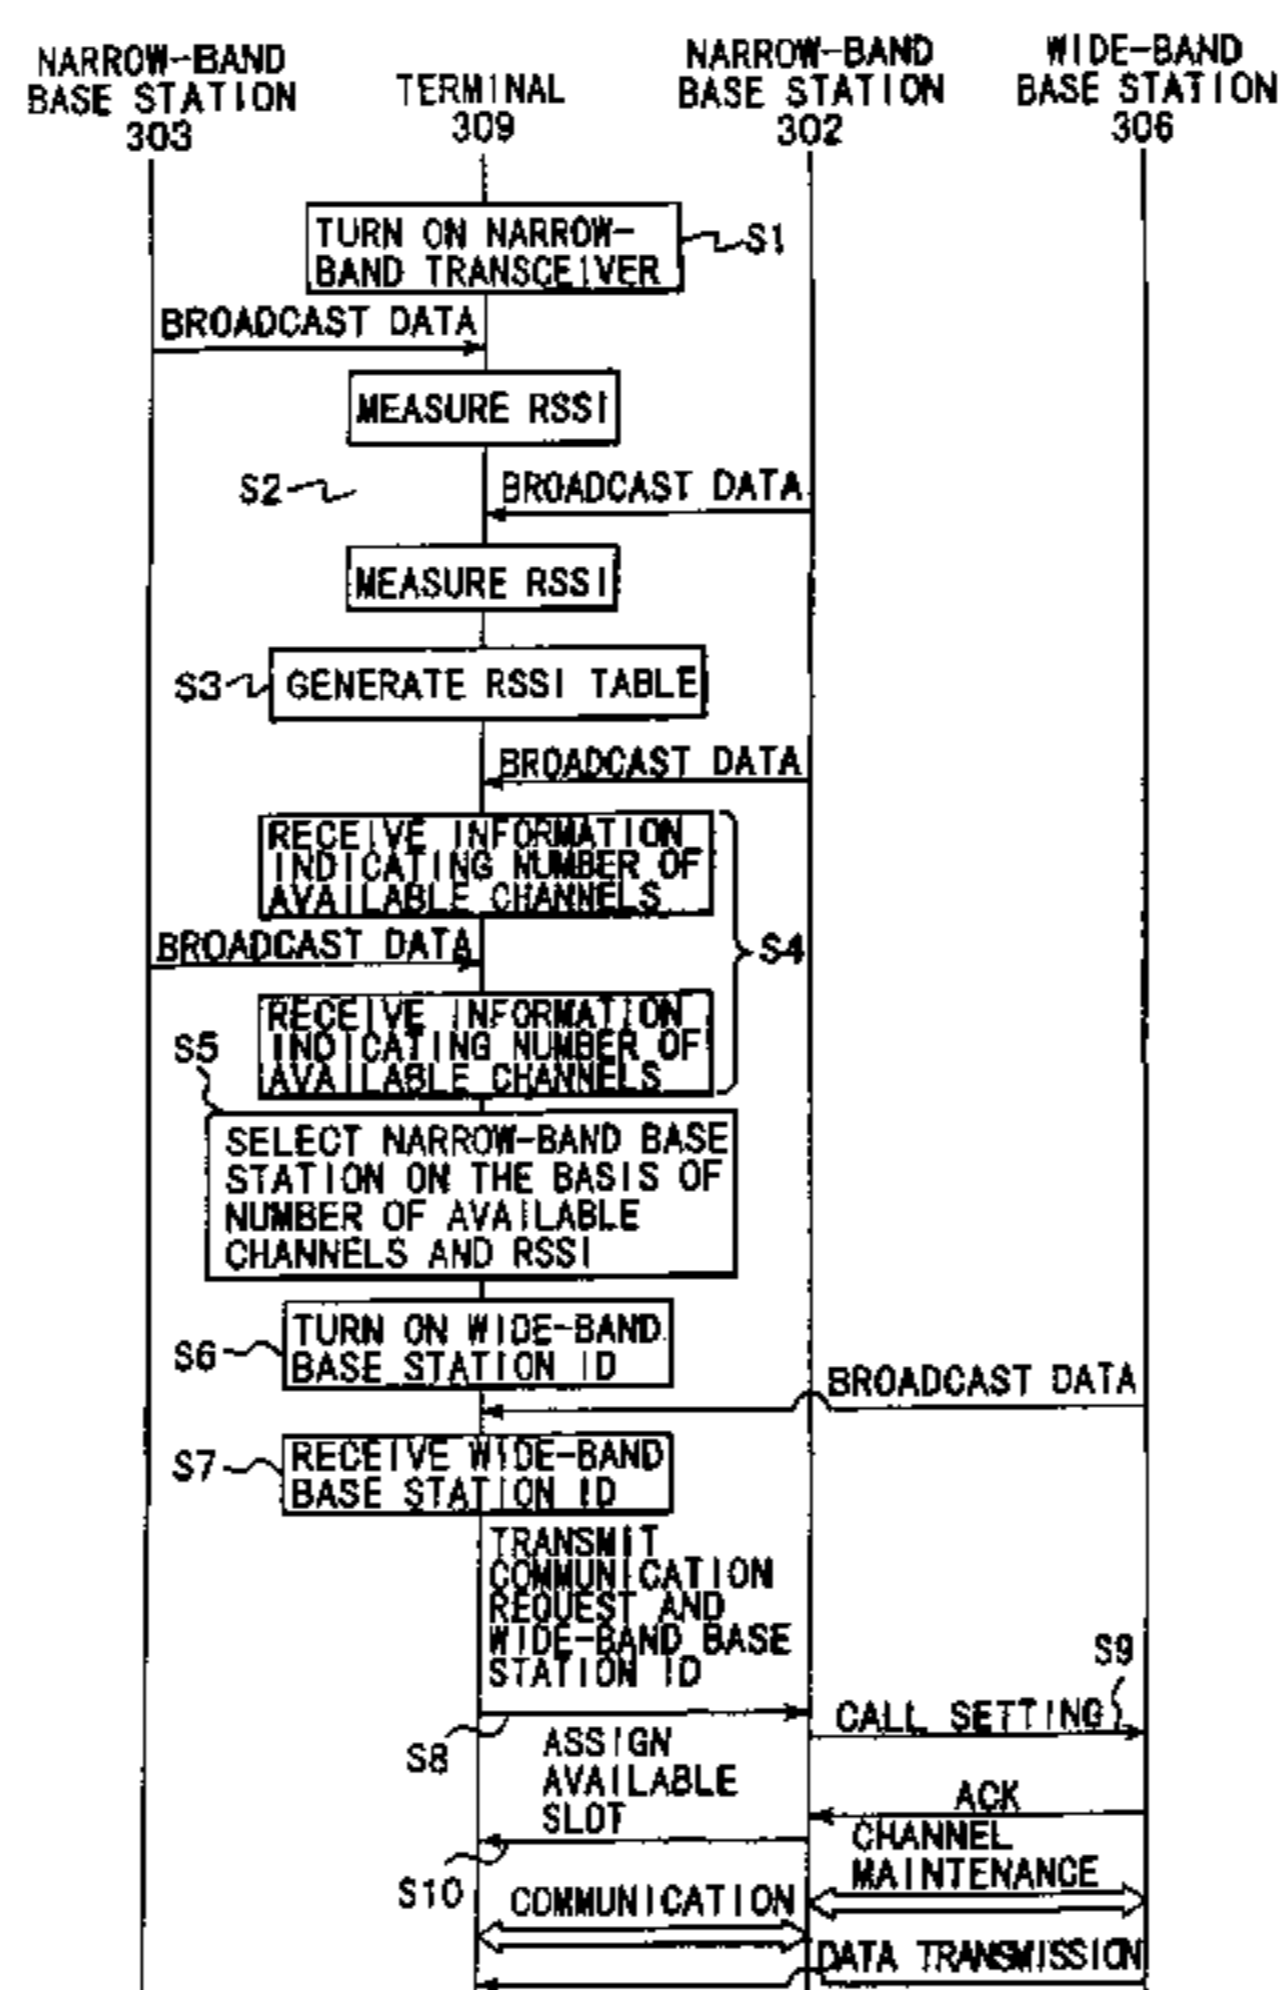 NARROW-BAND
BASE STATION
303
TERMINAL
309
NARROW-BAND
BASE STATION
302
WIDE-BAND
BASE STATION
306
TURN ON NARROW-
BAND TRANSCEIVER
S1
BROADCAST DATA
MEASURE RSSI
S2
BROADCAST DATA
MEASURE RSSI
S3
GENERATE RSSI TABLE
BROADCAST DATA
RECEIVE INFORMATION
INDICATING NUMBER OF
AVAILABLE CHANNELS
BROADCAST DATA
S4
RECEIVE INFORMATION
INDICATING NUMBER OF
AVAILABLE CHANNELS
S5
SELECT NARROW-BAND BASE
STATION ON THE BASIS OF
NUMBER OF AVAILABLE
CHANNELS AND RSSI
S6
TURN ON WIDE-BAND
BASE STATION ID
BROADCAST DATA
S7
RECEIVE WIDE-BAND
BASE STATION ID
TRANSMIT
COMMUNICATION
REQUEST AND
WIDE-BAND BASE
STATION ID
S9
CALL SETTING
S8
ASSIGN
AVAILABLE
SLOT
ACK
CHANNEL
MAINTENANCE
S10
COMMUNICATION
DATA TRANSMISSION